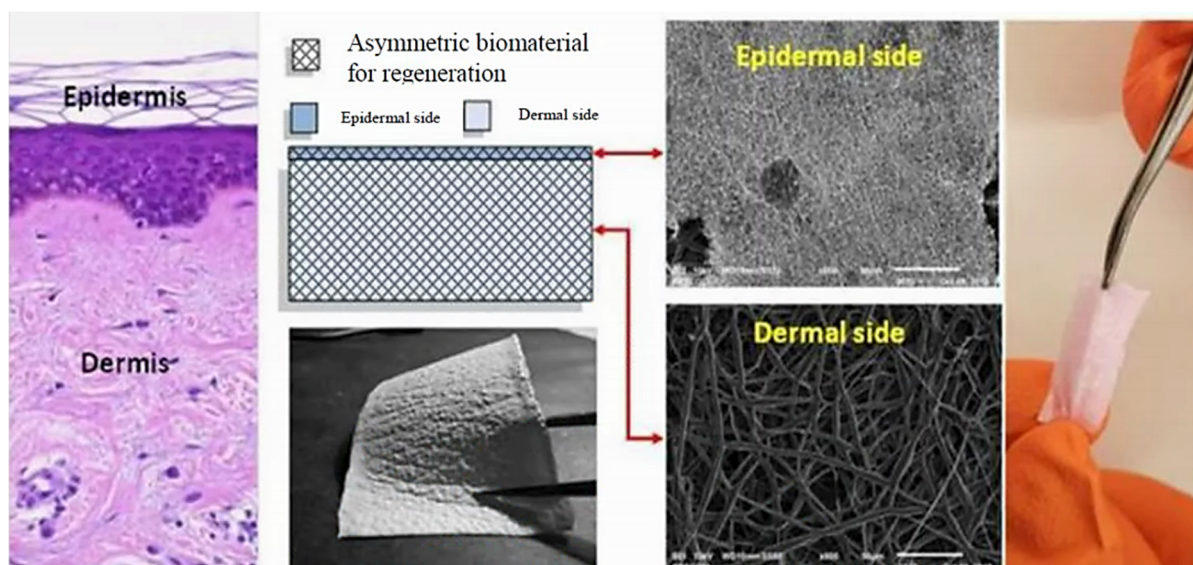 Epidermis
Dermis
Asymmetric biomaterial
for regeneration
Epidermal side
Dermal side
Epidermal side
Dermal side